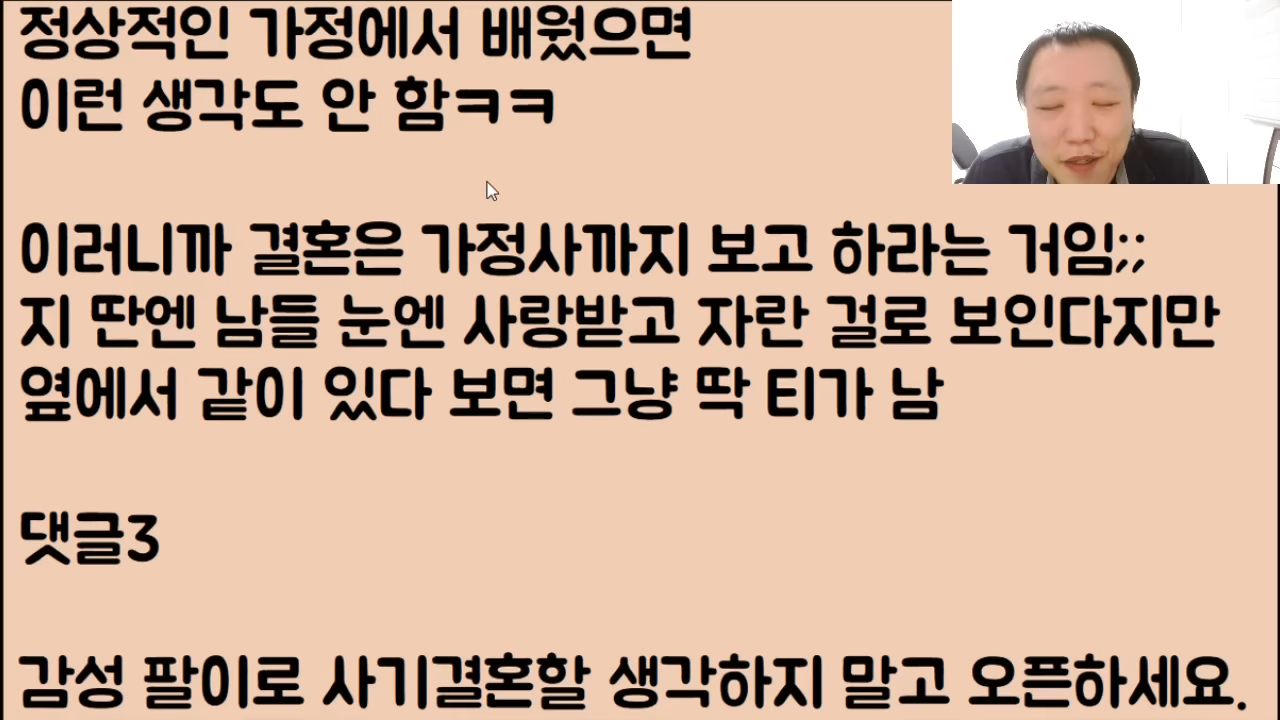 정상적인 가정에서 배웠으면
이런 생각도 안 함ㅋㅋ
이러니까 결혼은 가정사까지 보고 하라는 거임;;
지 딴엔 남들 눈엔 사랑받고 자란 걸로 보인다지만
옆에서 같이 있다 보면 그냥 딱 티가 남
댓글3
감성 팔이로 사기결혼할 생각하지 말고 오픈하세요.